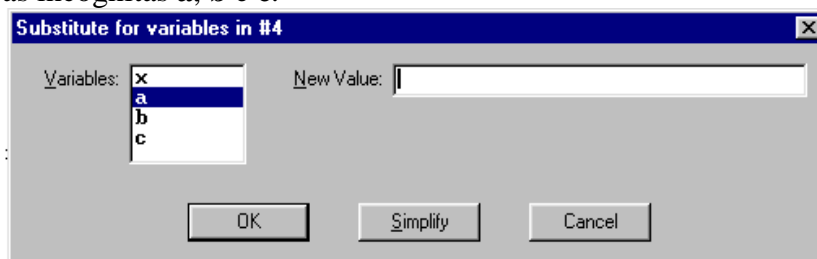 as incógnitas a, b e c.
Substitute for variables in #4
Variables: x New Value:
a
b
c
:
OK Simplify Cancel